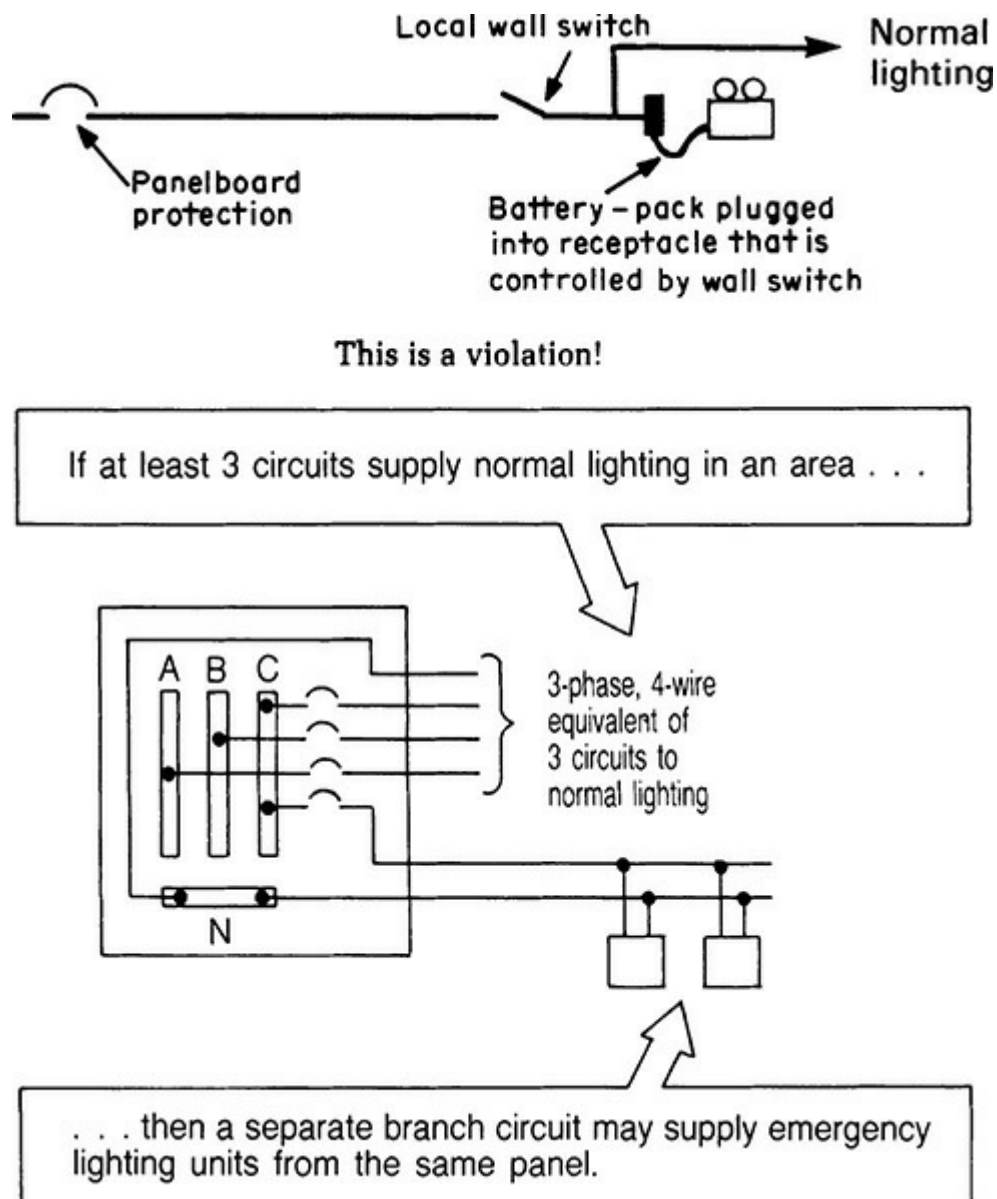 Local wall switch
Normal
lighting
Panelboard
protection
Battery-pack plugged
into receptacle that is
controlled by wall switch
This is a violation!
If at least 3 circuits supply normal lighting in an area . . .
A B C
3-phase, 4-wire
equivalent of
3 circuits to
normal lighting
N
. . . then a separate branch circuit may supply emergency
lighting units from the same panel.